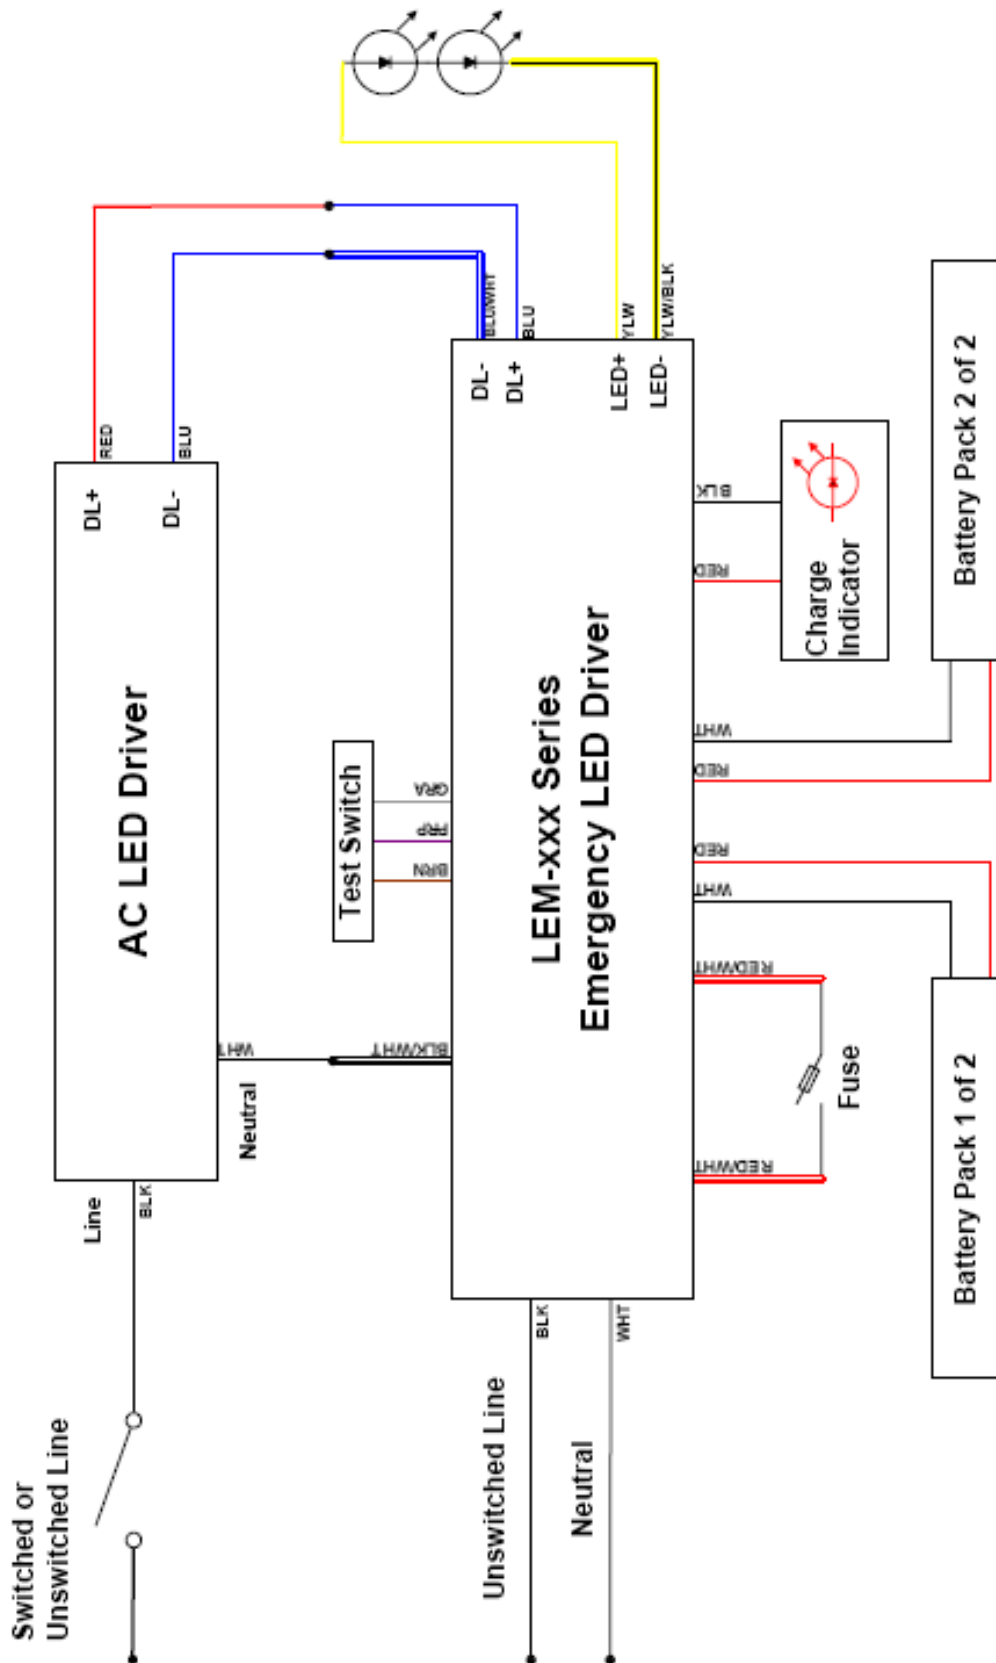 Switched or
Unswitched Line
Line
BLK
AC LED Driver
DL+
DL-
RED
BLU
WHT
Neutral
BLK/WHT
Test Switch
BRN
PRP
GRA
Unswitched Line
BLK
Neutral
WHT
LEM-xxx Series
Emergency LED Driver
DL-
DL+
LED+
LED-
BLU/WHT
BLU
YLW
YLW/BLK
RED/WHT
RED/WHT
WHT
RED
RED
WHT
RED
BLK
Fuse
Charge
Indicator
Battery Pack 1 of 2
Battery Pack 2 of 2